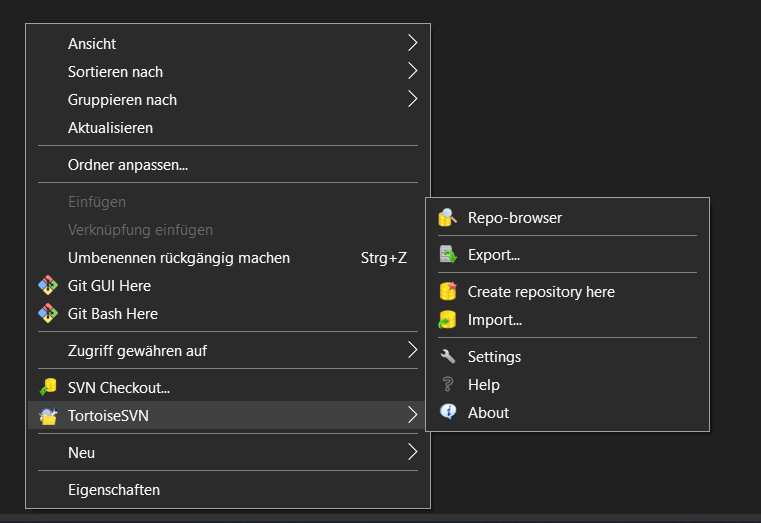 Ansicht
Sortieren nach
Gruppieren nach
Aktualisieren
Ordner anpassen...
Einfügen
Verknüpfung einfügen
Umbenennen rückgängig machen Strg+Z
Git GUI Here
Git Bash Here
Zugriff gewähren auf
SVN Checkout...
TortoiseSVN
Neu
Eigenschaften
Repo-browser
Export...
Create repository here
Import...
Settings
Help
About